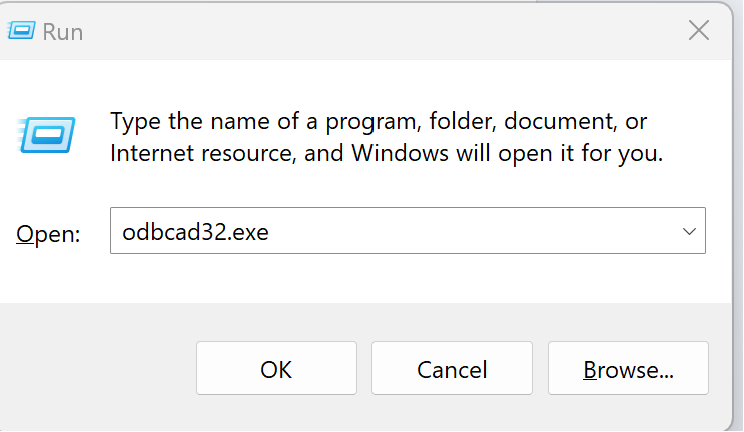 Run
Type the name of a program, folder, document, or
Internet resource, and Windows will open it for you.
Open:
odbcad32.exe
OK
Cancel
Browse...